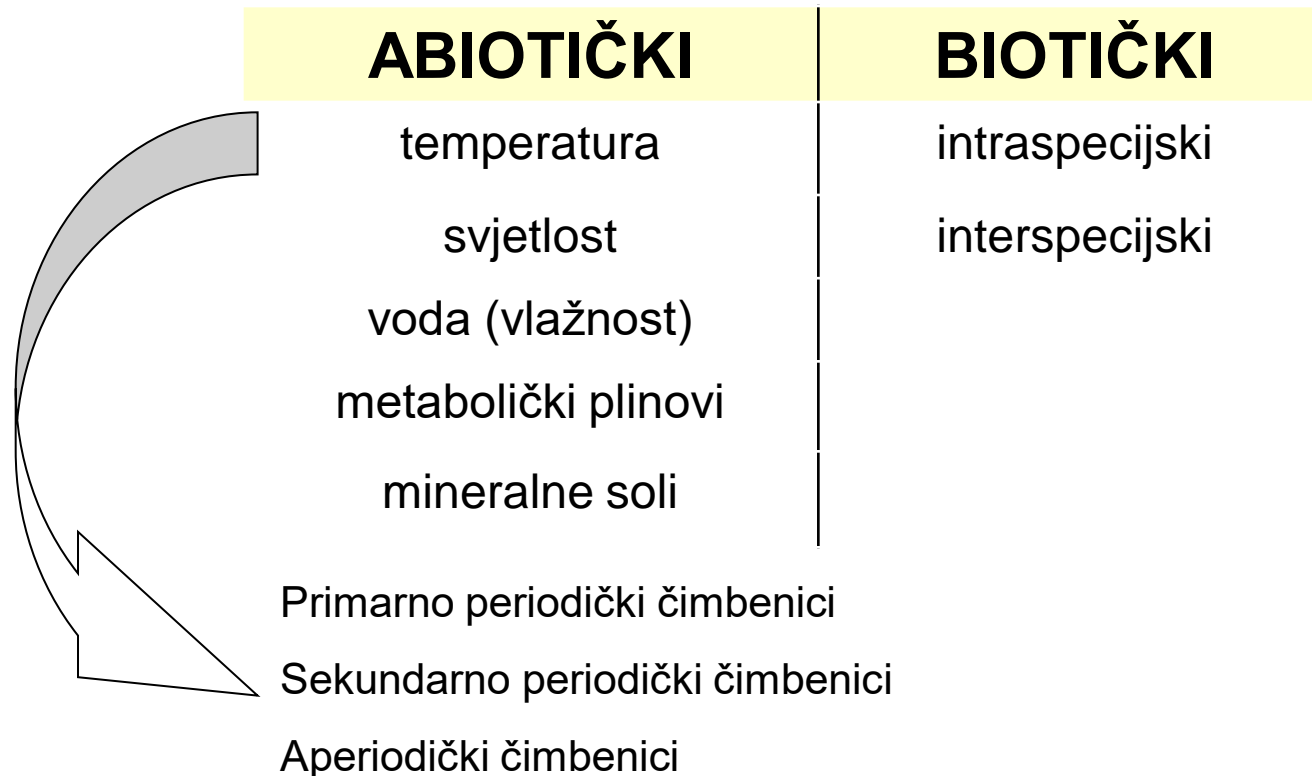 ABIOTIČKI BIOTIČKI
temperatura intraspecijski
svjetlost interspecijski
voda (vlažnost)
metabolički plinovi
mineralne soli
Primarno periodički čimbenici
Sekundarno periodički čimbenici
Aperiodički čimbenici